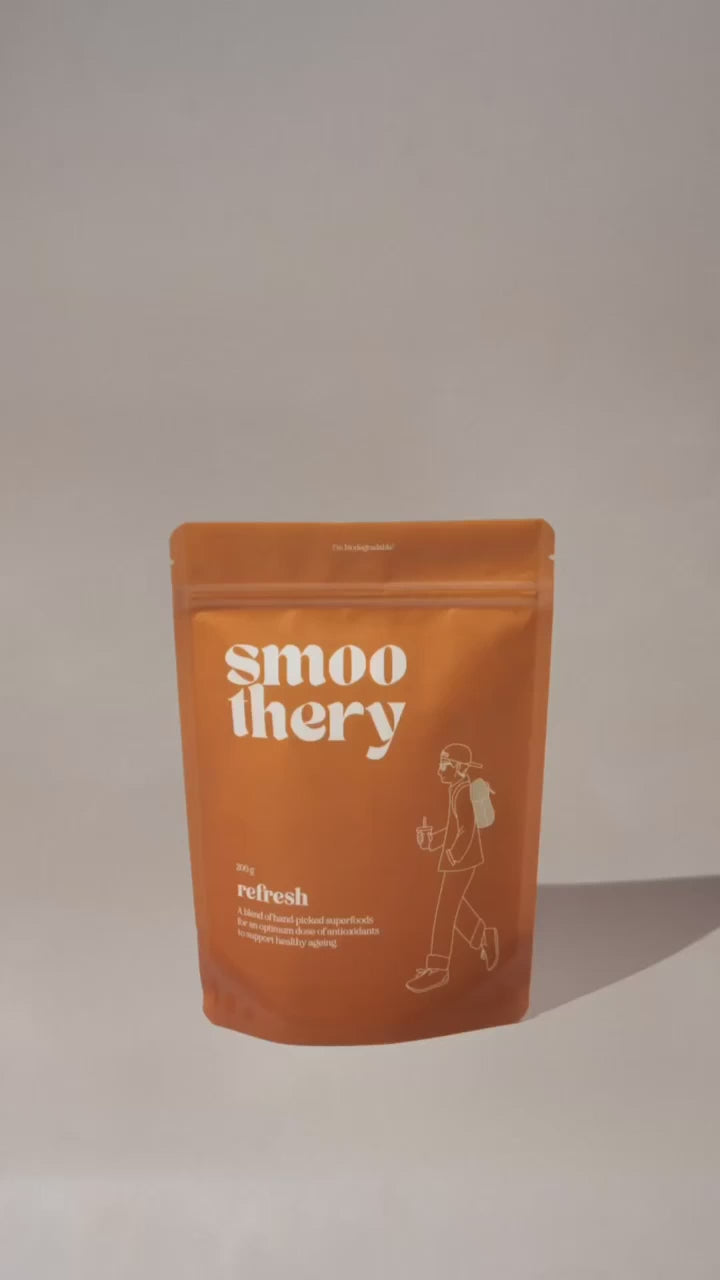 I'm biodegradable!
smoo
thery
200 g
refresh
A blend of hand-picked superfoods
for an optimum dose of antioxidants
to support healthy ageing